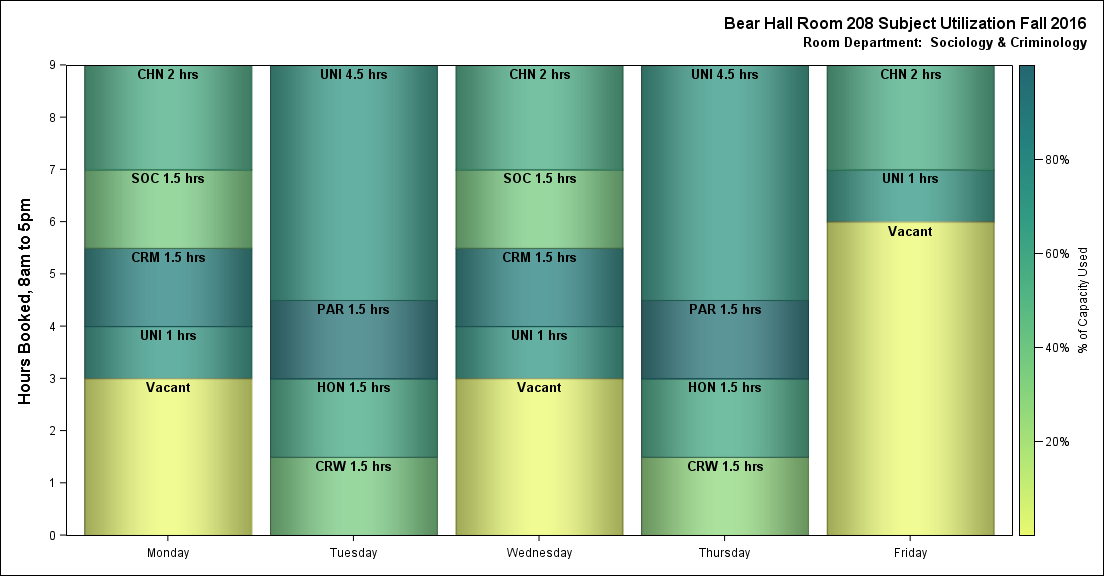 Bear Hall Room 208 Subject Utilization Fall 2016
Room Department:  Sociology & Criminology
Hours Booked, 8am to 5pm
9
8
7
6
5
4
3
2
1
0
CHN 2 hrs
SOC 1.5 hrs
CRM 1.5 hrs
UNI 1 hrs
Vacant
UNI 4.5 hrs
PAR 1.5 hrs
HON 1.5 hrs
CRW 1.5 hrs
CHN 2 hrs
SOC 1.5 hrs
CRM 1.5 hrs
UNI 1 hrs
Vacant
UNI 4.5 hrs
PAR 1.5 hrs
HON 1.5 hrs
CRW 1.5 hrs
CHN 2 hrs
UNI 1 hrs
Vacant
Monday
Tuesday
Wednesday
Thursday
Friday
80%
60%
40%
20%
% of Capacity Used